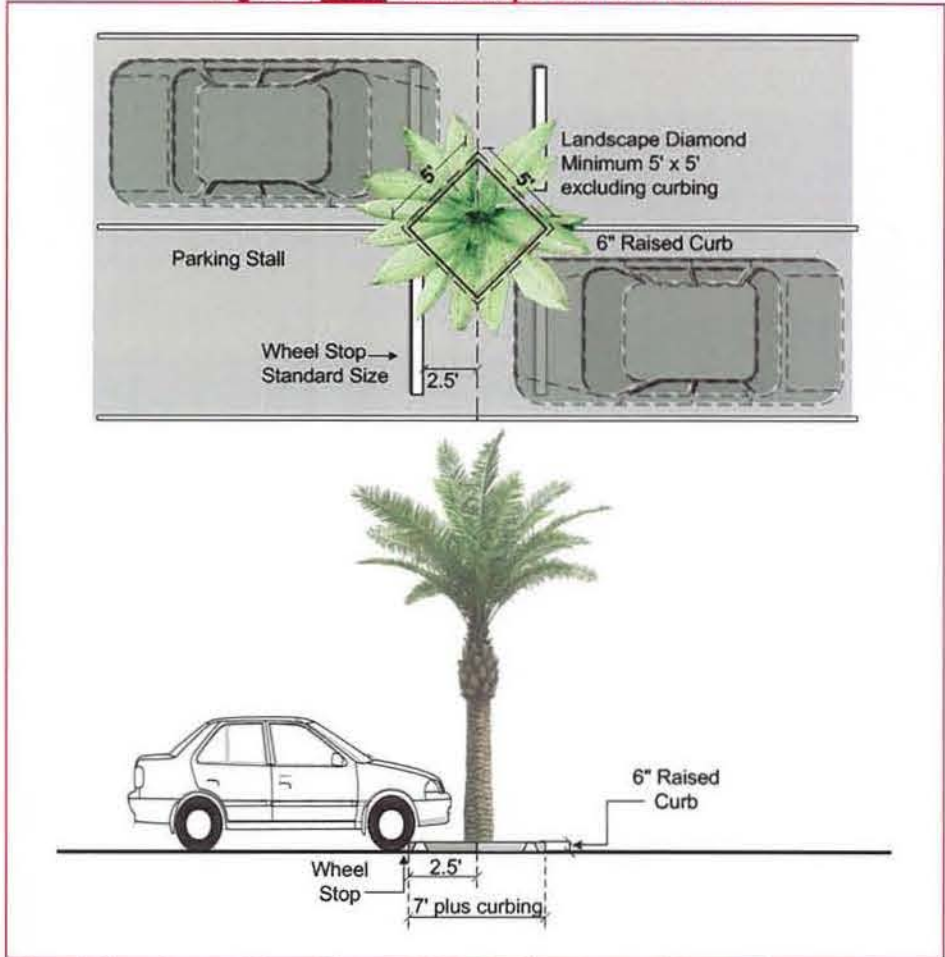 5'
5'
Landscape Diamond
Minimum 5' x 5'
excluding curbing
Parking Stall
6" Raised Curb
Wheel Stop
Standard Size
2.5'
6" Raised
Curb
Wheel
Stop
2.5'
7' plus curbing